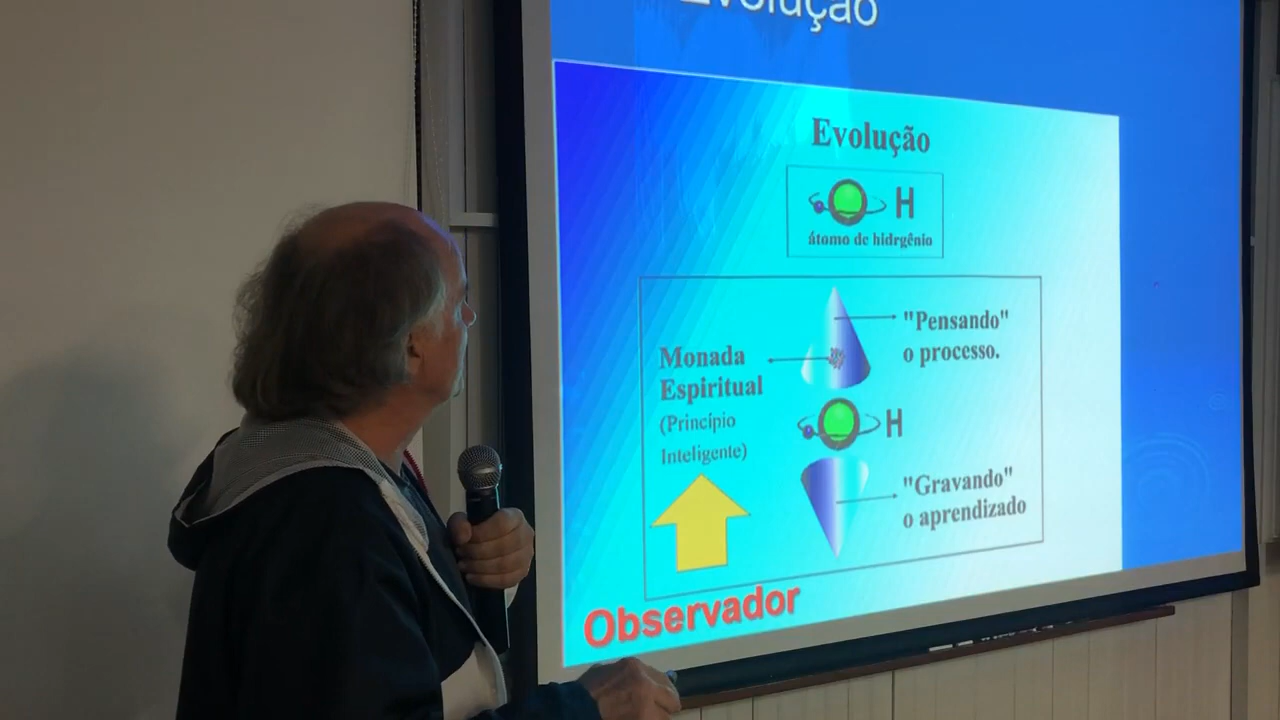 Evolução
Evolução
H
átomo de hidrgênio
"Pensando"
o processo.
Monada
Espiritual
(Princípio
Inteligente)
H
"Gravando"
o aprendizado
Observador